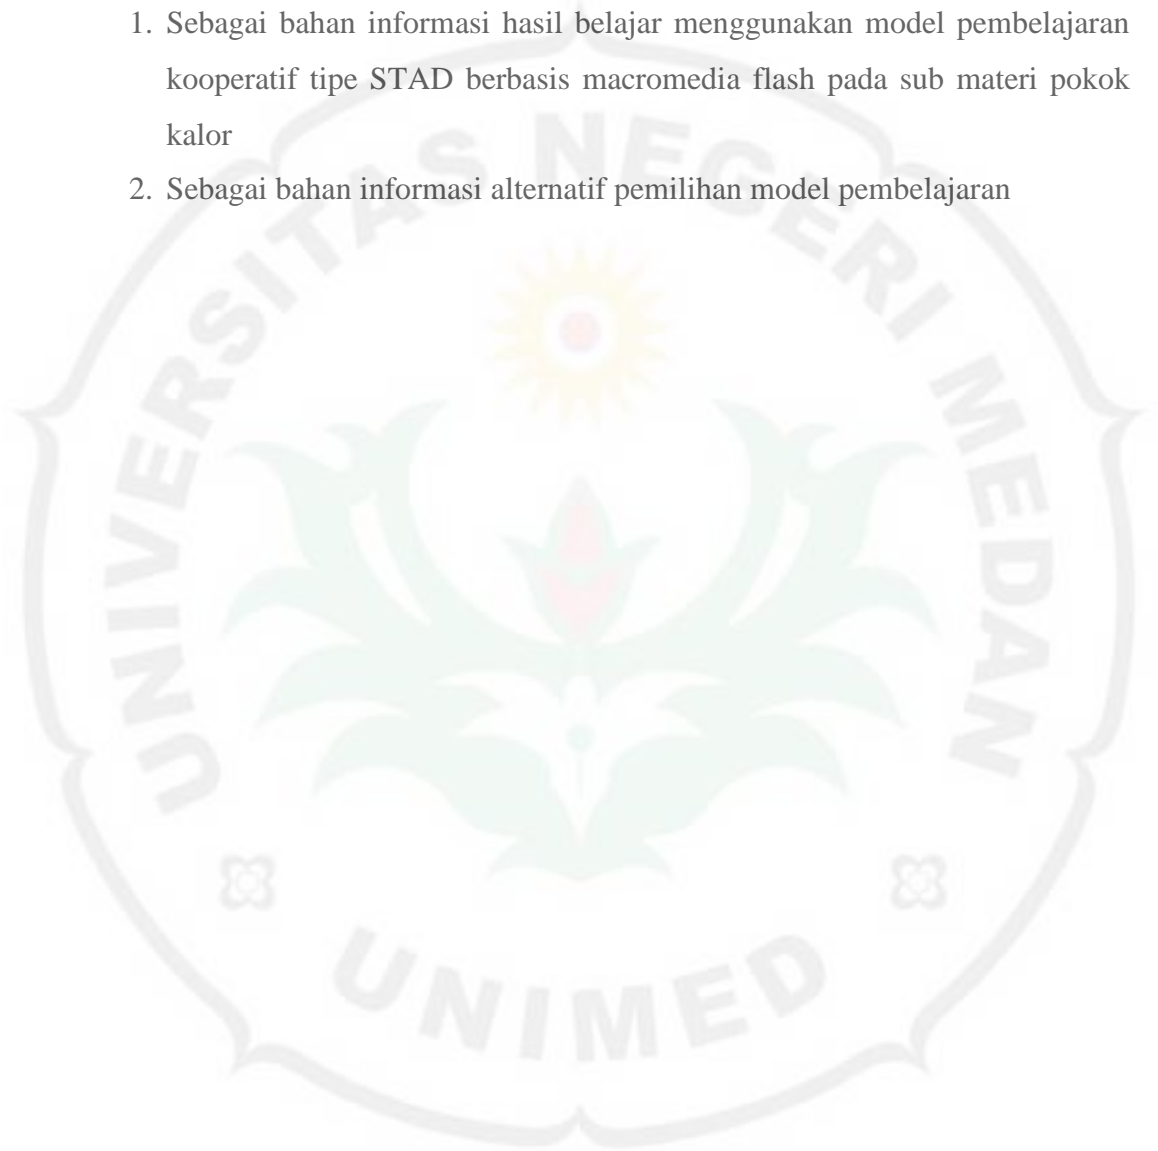 1. Sebagai bahan informasi hasil belajar menggunakan model pembelajaran
kooperatif tipe STAD berbasis macromedia flash pada sub materi pokok
kalor
2. Sebagai bahan informasi alternatif pemilihan model pembelajaran
UNIVERSITAS NEGERI MEDAN
UNIMED